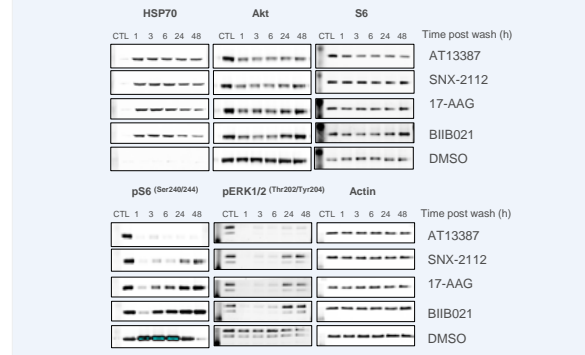 HSP70 Akt S6
CTL 1 3 6 24 48 CTL 1 3 6 24 48 CTL 1 3 6 24 48 Time post wash (h)
AT13387
SNX-2112
17-AAG
BIIB021
DMSO
pS6 (Ser240/244) pERK1/2 (Thr202/Tyr204) Actin
CTL 1 3 6 24 48 CTL 1 3 6 24 48 CTL 1 3 6 24 48 Time post wash (h)
AT13387
SNX-2112
17-AAG
BIIB021
DMSO